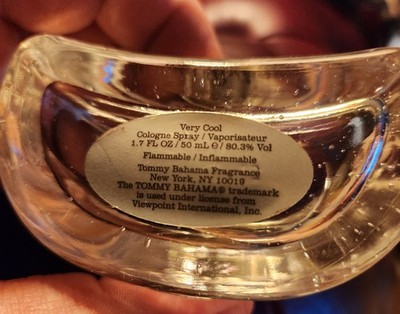 Very Cool
Cologne Spray / Vaporisateur
1.7 FL OZ / 50 mL ℮ / 80.3% Vol
Flammable / Inflammable
Tommy Bahama Fragrance
New York, NY 10019
The TOMMY BAHAMA® trademark
is used under license from
Viewpoint International, Inc.